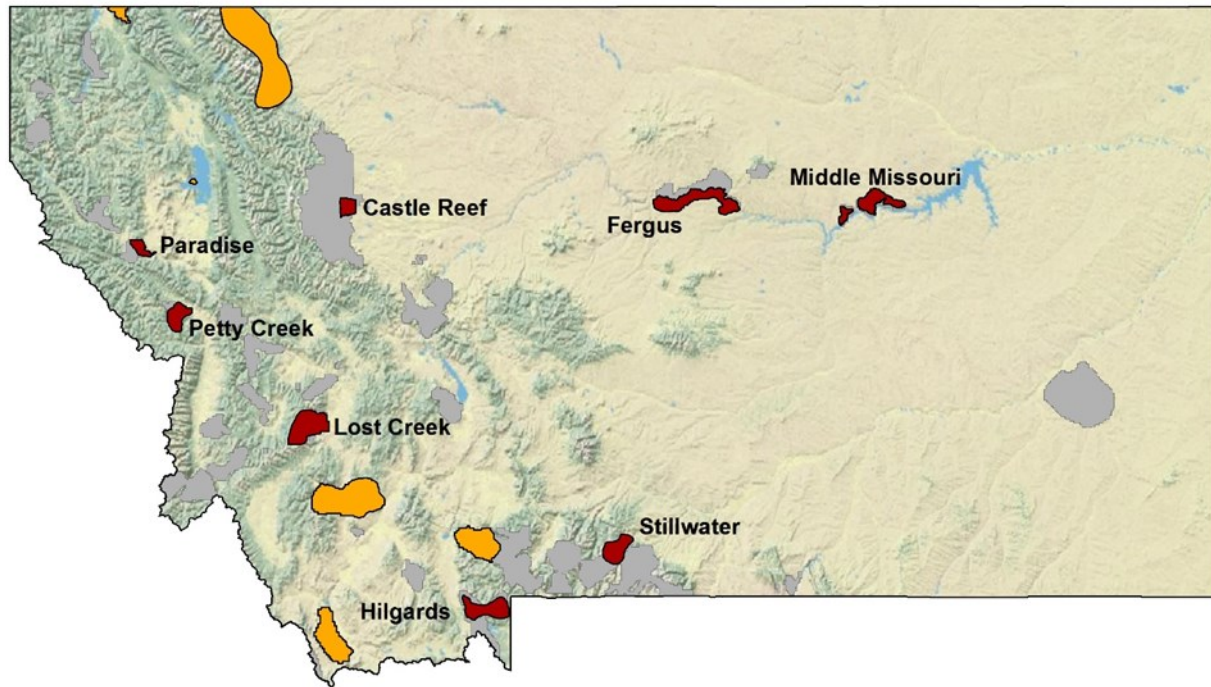 Middle Missouri
Castle Reef
Fergus
Paradise
Petty Creek
Lost Creek
Stillwater
Hilgards